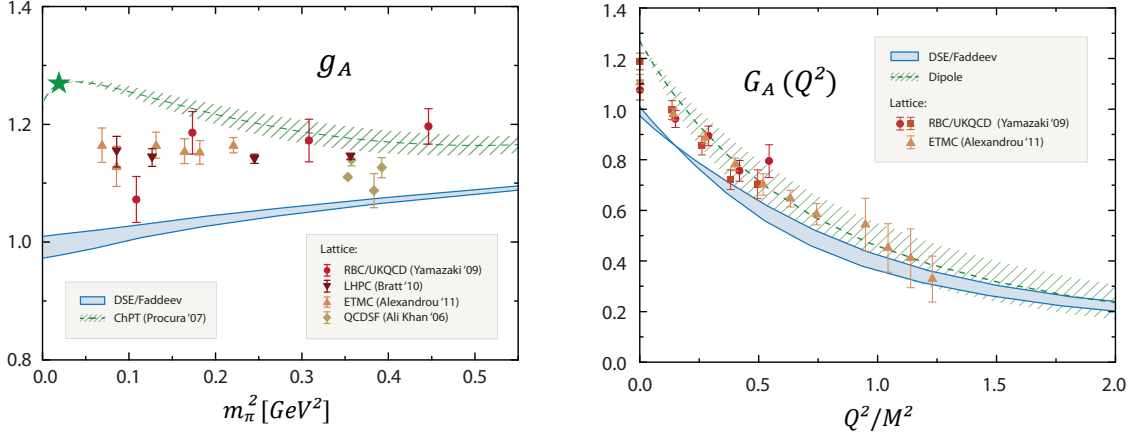 1.4
1.2
1.0
0.8
0.0
0.1
0.2
0.3
0.4
0.5
g_A
m_π^2 [GeV^2]
DSE/Faddeev
ChPT (Procura '07)
Lattice:
RBC/UKQCD (Yamazaki '09)
LHPC (Bratt '10)
ETMC (Alexandrou '11)
QCDSF (Ali Khan '06)
1.4
1.2
1.0
0.8
0.6
0.4
0.2
0.0
0.0
0.5
1.0
1.5
2.0
G_A (Q^2)
Q^2/M^2
DSE/Faddeev
Dipole
Lattice:
RBC/UKQCD (Yamazaki '09)
ETMC (Alexandrou '11)